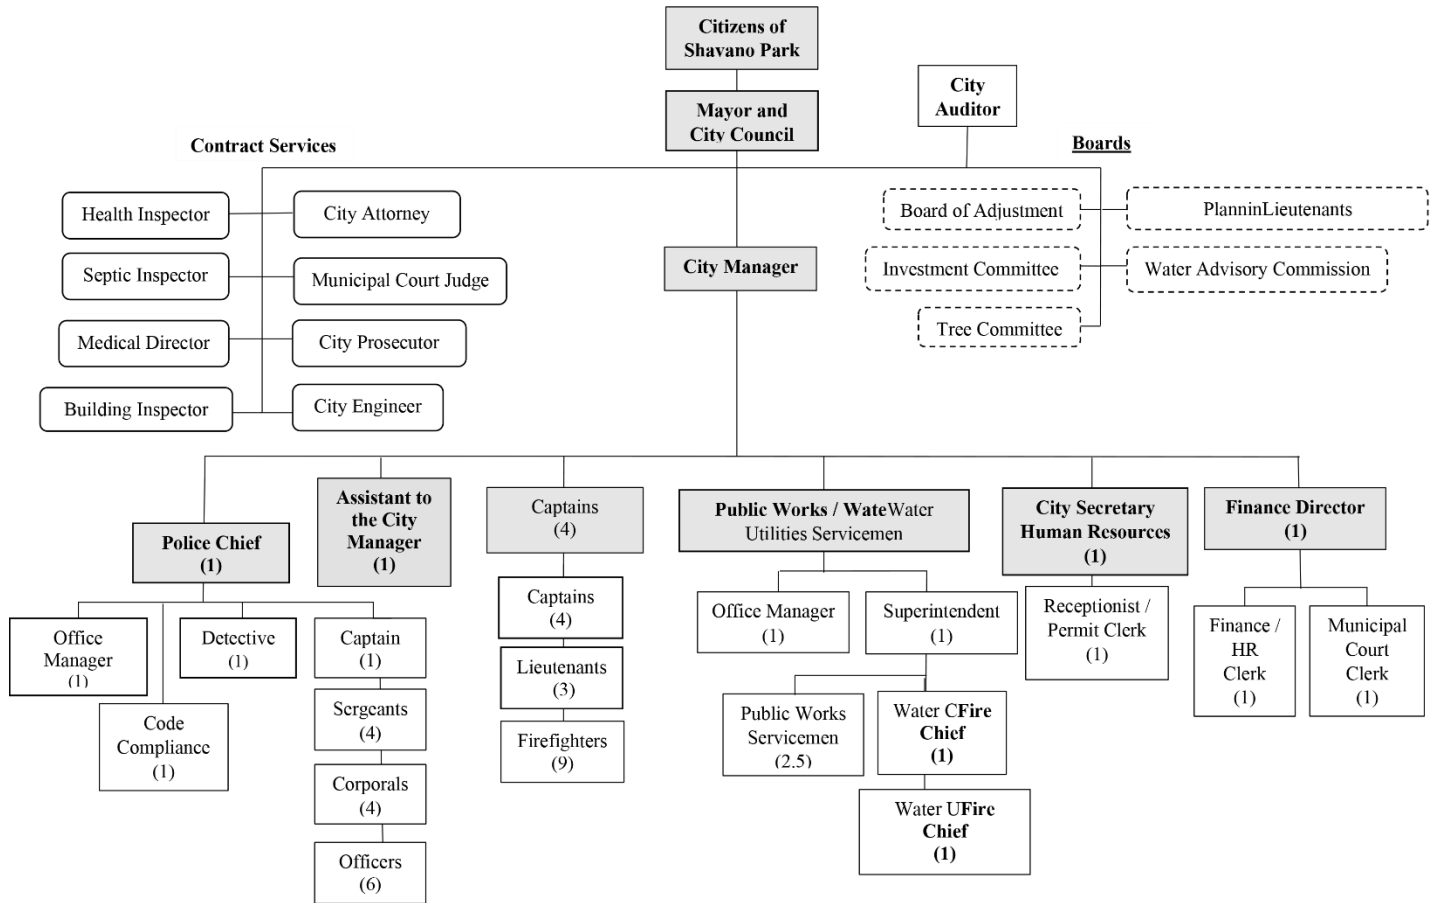 Citizens of
Shavano Park
Mayor and
City Council
City
Auditor
Contract Services
Boards
Health Inspector
City Attorney
Septic Inspector
Municipal Court Judge
Medical Director
City Prosecutor
Building Inspector
City Engineer
City Manager
Board of Adjustment
PlanninLieutenants
Investment Committee
Water Advisory Commission
Tree Committee
Police Chief
(1)
Office
Manager
(1)
Code
Compliance
(1)
Detective
(1)
Captain
(1)
Sergeants
(4)
Corporals
(4)
Officers
(6)
Assistant to
the City
Manager
(1)
Captains
(4)
Captains
(4)
Lieutenants
(3)
Firefighters
(9)
Public Works / WateWater
Utilities Servicemen
Office Manager
(1)
Superintendent
(1)
Public Works
Servicemen
(2.5)
Water CFire
Chief
(1)
Water UFire
Chief
(1)
City Secretary
Human Resources
(1)
Receptionist /
Permit Clerk
(1)
Finance Director
(1)
Finance /
HR
Clerk
(1)
Municipal
Court
Clerk
(1)